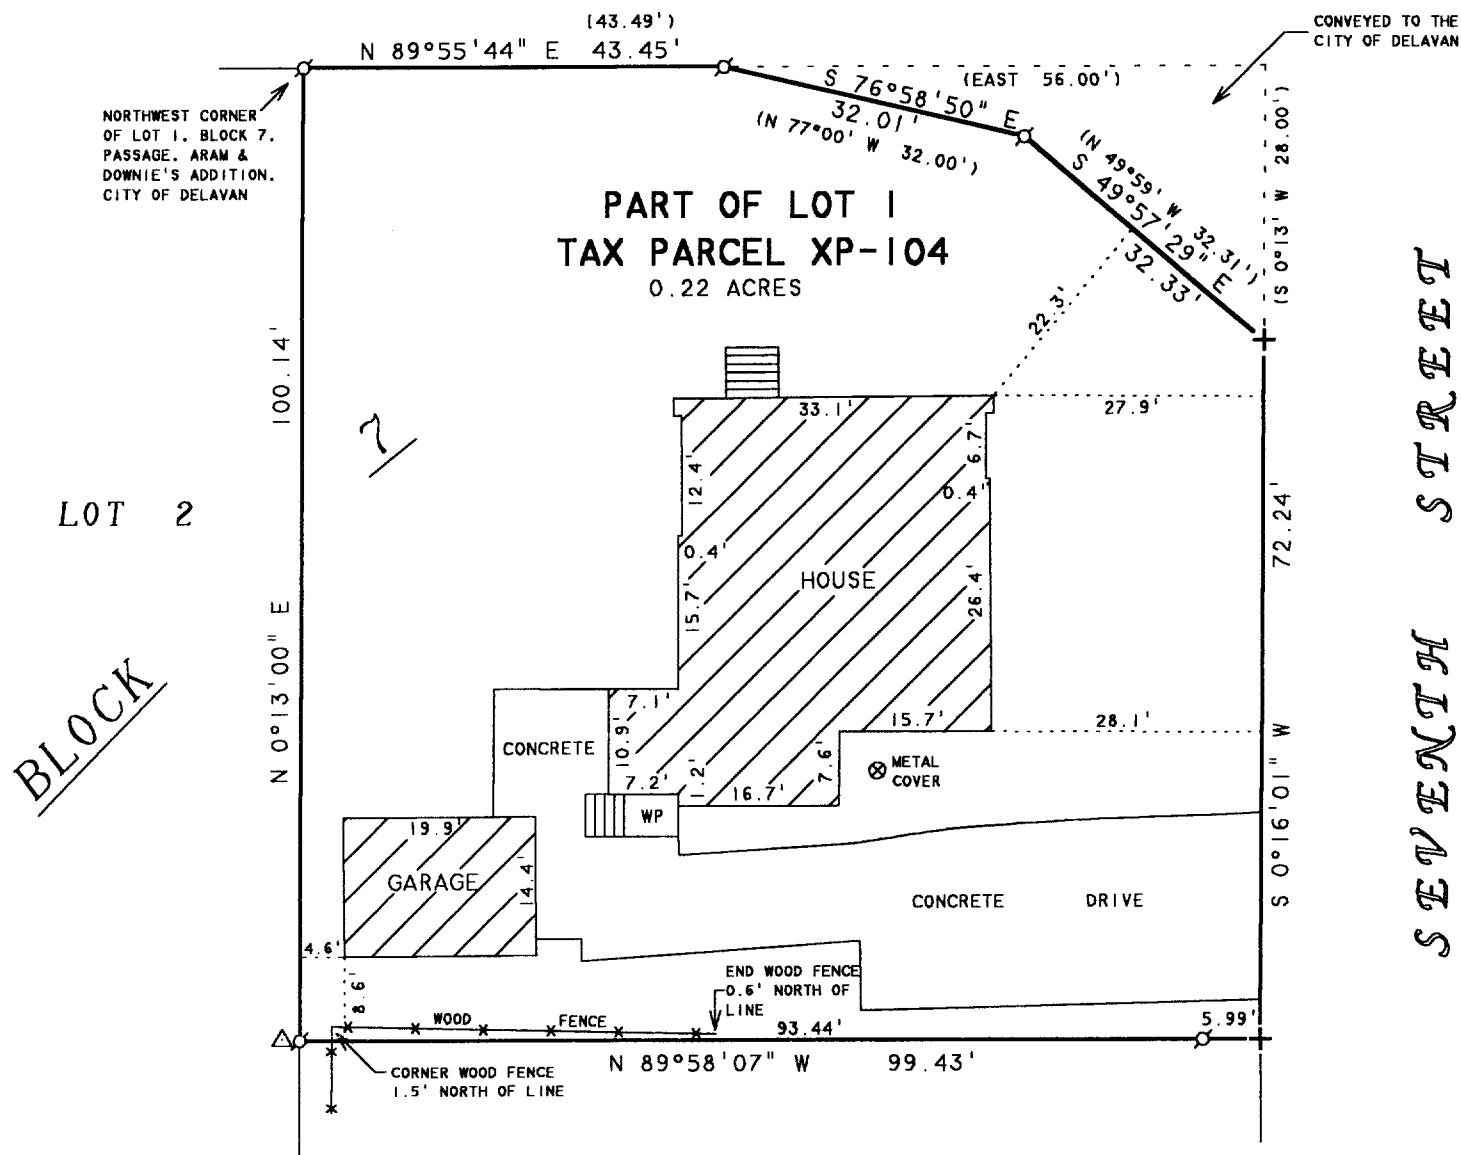 (43.49')
N 89°55'44" E 43.45'
CONVEYED TO THE
CITY OF DELAVAN
(EAST 56.00')
S 76°58'50" E
32.01'
(N 77°00' W 32.00')
(N 49°59' W 32.31')
S 49°57'29" E
32.33'
(S 0°13' W 28.00')
NORTHWEST CORNER
OF LOT 1, BLOCK 7,
PASSAGE, ARAM &
DOWNIE'S ADDITION,
CITY OF DELAVAN
PART OF LOT 1
TAX PARCEL XP-104
0.22 ACRES
22.3'
100.14'
N 0°13'00" E
7
LOT 2
BLOCK
33.1'
27.9'
6.7'
12.4'
0.4'
0.4'
HOUSE
15.7'
26.4'
72.24'
S 0°16'01" W
SEVENTH STREET
7.1'
15.7'
28.1'
CONCRETE
10.9'
7.6'
METAL
COVER
7.2'
1.2'
16.7'
WP
19.9'
GARAGE
14.4'
CONCRETE DRIVE
4.6'
8.6'
END WOOD FENCE
0.6' NORTH OF
LINE
WOOD FENCE
93.44'
5.99'
N 89°58'07" W 99.43'
CORNER WOOD FENCE
1.5' NORTH OF LINE